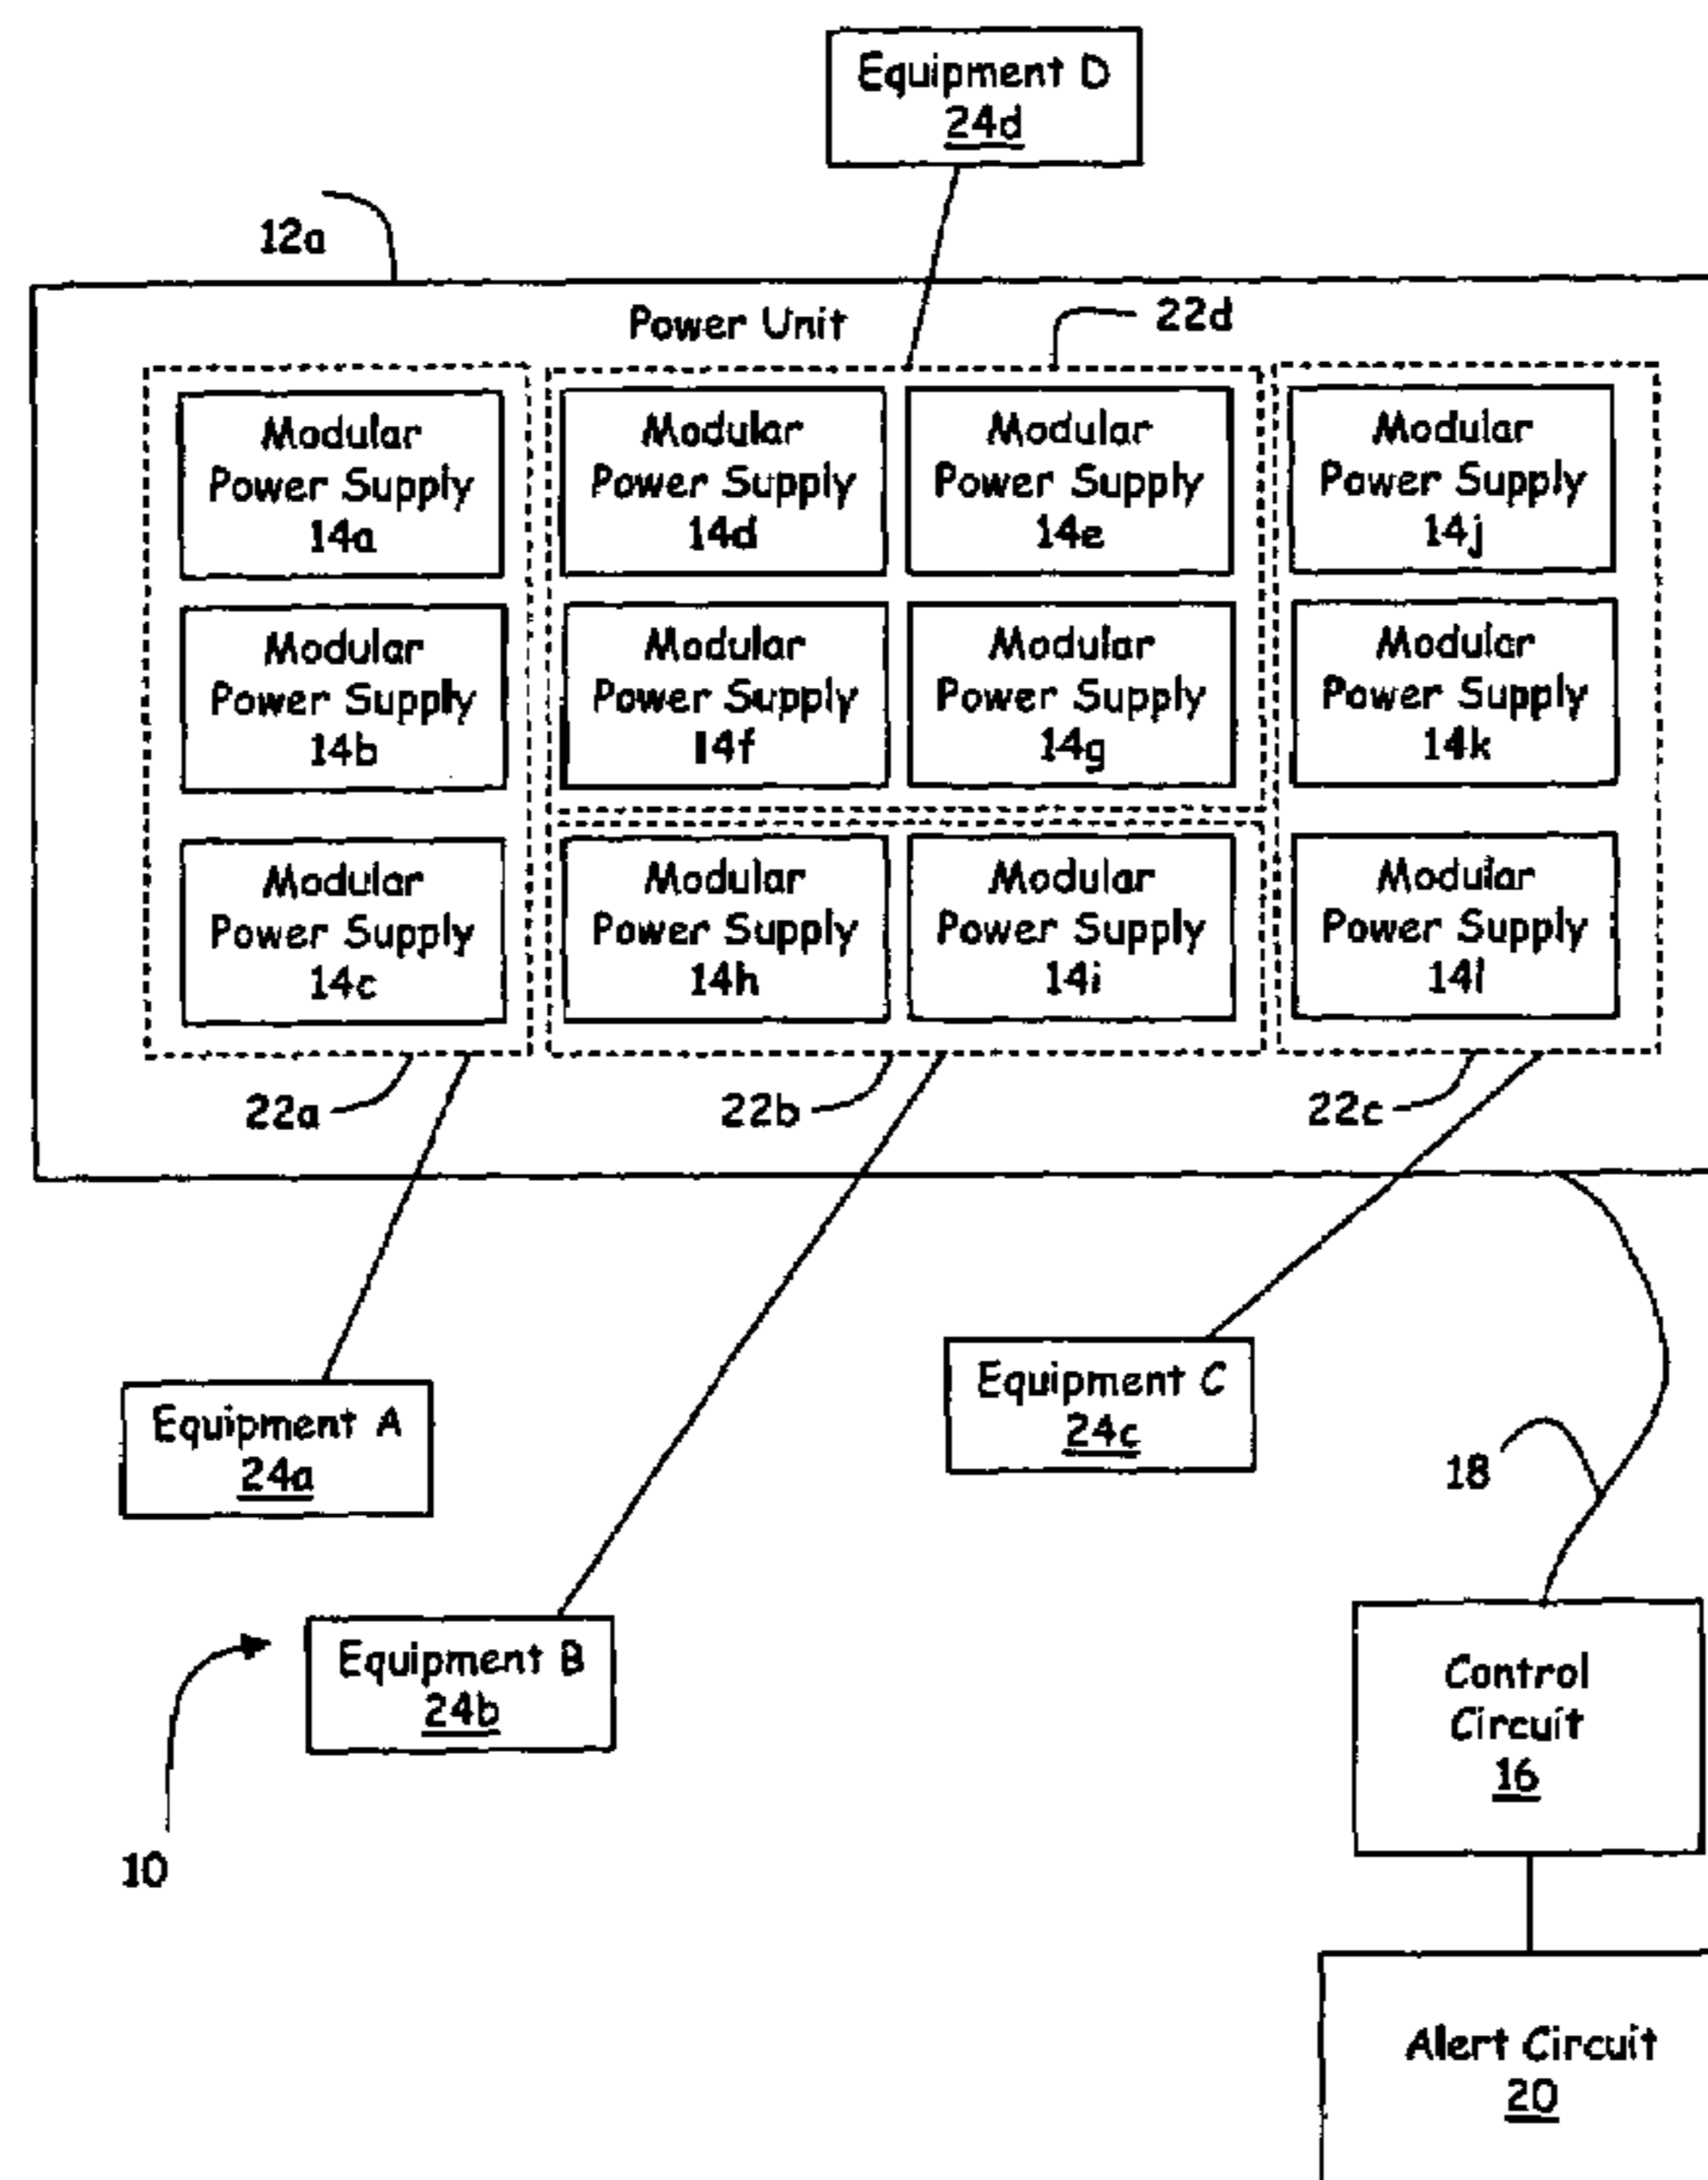 Equipment D
24d
12a
Power Unit
22d
Modular
Power Supply
14a
Modular
Power Supply
14d
Modular
Power Supply
14e
Modular
Power Supply
14j
Modular
Power Supply
14b
Modular
Power Supply
14f
Modular
Power Supply
14g
Modular
Power Supply
14k
Modular
Power Supply
14c
Modular
Power Supply
14h
Modular
Power Supply
14i
Modular
Power Supply
14l
22a
22b
22c
Equipment A
24a
Equipment C
24c
18
Equipment B
24b
Control
Circuit
16
10
Alert Circuit
20